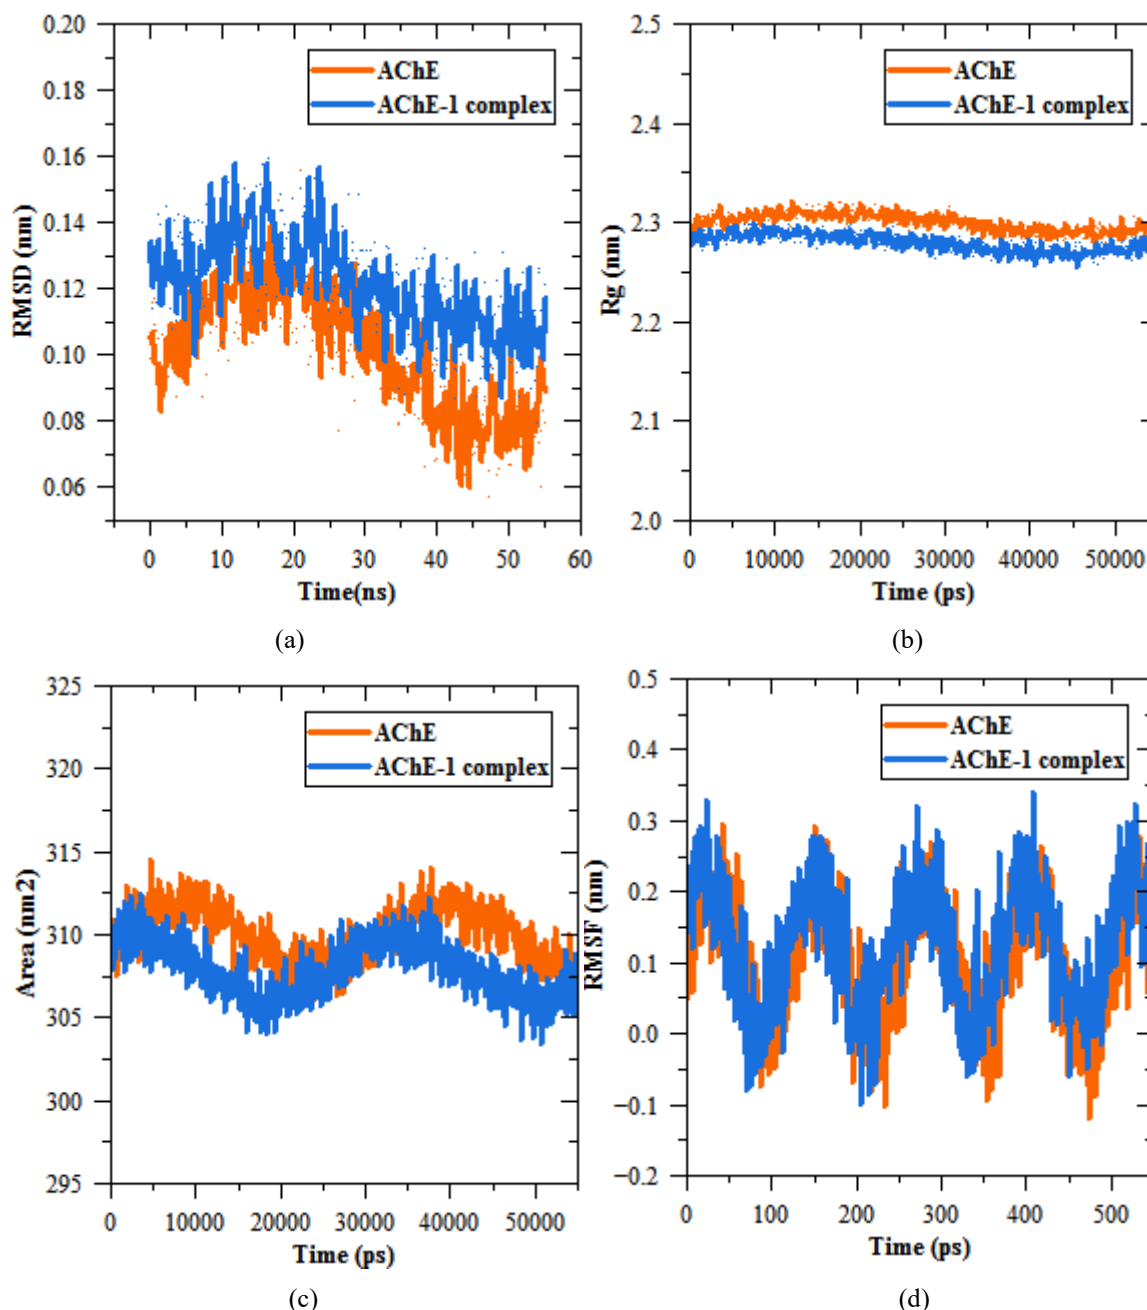 0.20
0.18
0.16
0.14
0.12
0.10
0.08
0.06
RMSD (nm)
AChE
AChE-1 complex
0 10 20 30 40 50 60
Time(ns)
(a)
2.5
2.4
2.3
2.2
2.1
2.0
Rg (nm)
AChE
AChE-1 complex
0 10000 20000 30000 40000 50000
Time (ps)
(b)
325
320
315
310
305
300
295
Area (nm2)
AChE
AChE-1 complex
0 10000 20000 30000 40000 50000
Time (ps)
(c)
0.5
0.4
0.3
0.2
0.1
0.0
−0.1
−0.2
RMSF (nm)
AChE
AChE-1 complex
0 100 200 300 400 500
Time (ps)
(d)